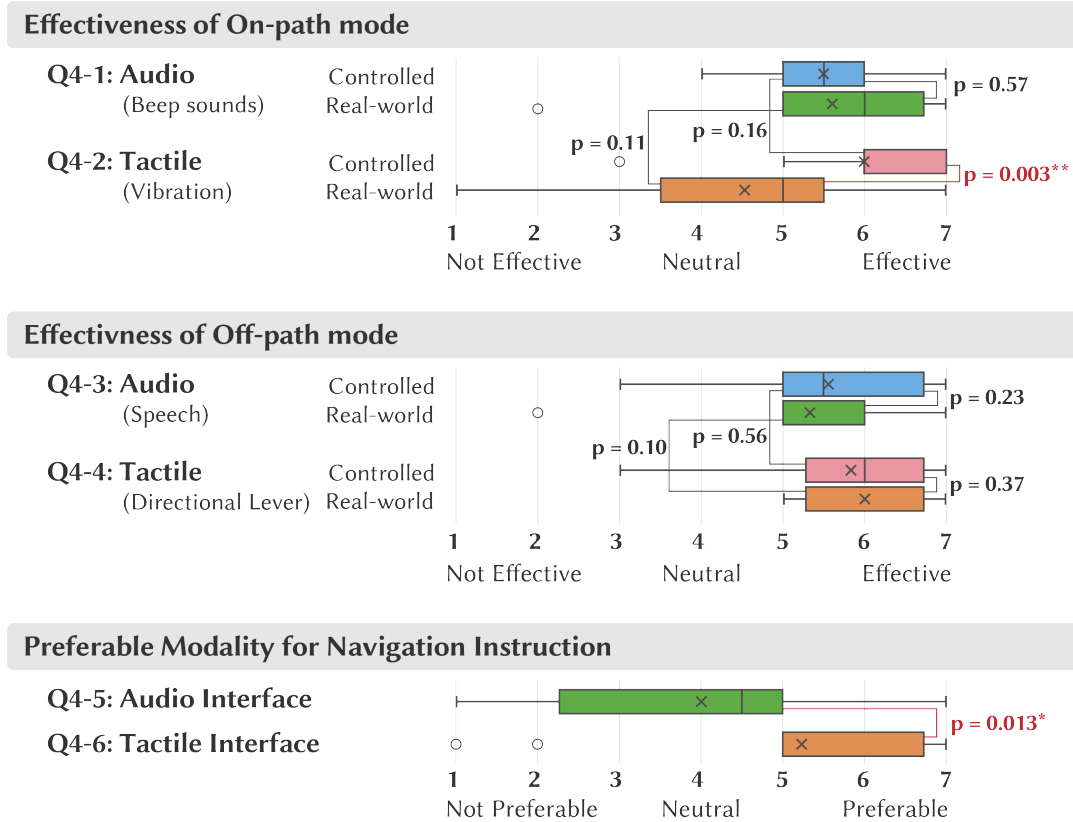 Effectiveness of On-path mode
Q4-1: Audio
(Beep sounds)
Controlled
Real-world
p = 0.57
p = 0.16
p = 0.11
Q4-2: Tactile
(Vibration)
Controlled
Real-world
p = 0.003**
1 2 3 4 5 6 7
Not Effective Neutral Effective
Effectivness of Off-path mode
Q4-3: Audio
(Speech)
Controlled
Real-world
p = 0.23
p = 0.56
p = 0.10
Q4-4: Tactile
(Directional Lever)
Controlled
Real-world
p = 0.37
1 2 3 4 5 6 7
Not Effective Neutral Effective
Preferable Modality for Navigation Instruction
Q4-5: Audio Interface
p = 0.013*
Q4-6: Tactile Interface
1 2 3 4 5 6 7
Not Preferable Neutral Preferable